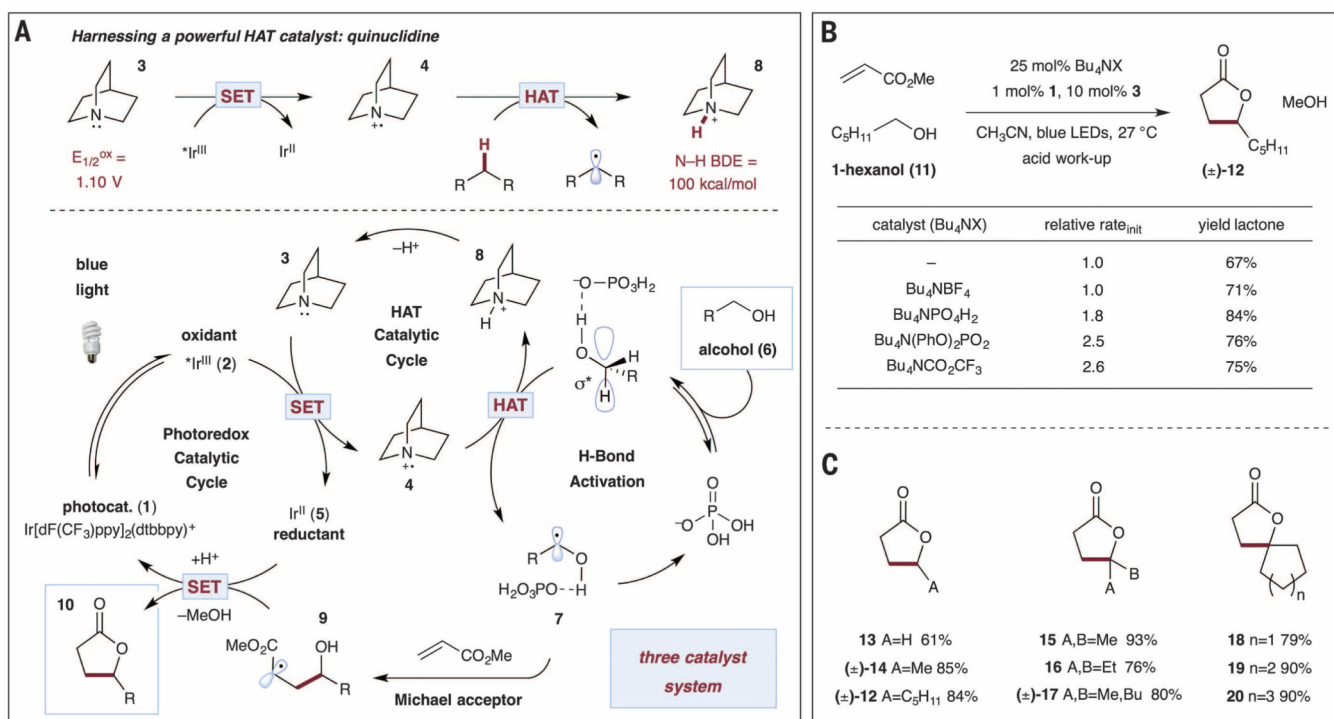 A
Harnessing a powerful HAT catalyst: quinuclidine
3
4
8
SET
HAT
N
N
+•
N
H
+
*Ir^III
Ir^II
H
R
R
R
R
E1/2^ox =
1.10 V
N–H BDE =
100 kcal/mol
blue
light
3
–H+
8
N
N
H
+
HAT
Catalytic
Cycle
oxidant
*Ir^III (2)
SET
Photoredox
Catalytic
Cycle
N
+•
4
HAT
−O–PO3H2
H
O
H
R
σ*
H
R
OH
alcohol (6)
H-Bond
Activation
O
−O
P
OH
OH
photocat. (1)
Ir[dF(CF3)ppy]2(dtbbpy)+
Ir^II (5)
reductant
+H+
SET
–MeOH
10
O
O
R
9
MeO2C
OH
R
CO2Me
Michael acceptor
R
O
H2O3PO--H
7
three catalyst
system
B
CO2Me
C5H11
OH
1-hexanol (11)
25 mol% Bu4NX
1 mol% 1, 10 mol% 3
CH3CN, blue LEDs, 27 °C
acid work-up
O
O
C5H11
(±)-12
MeOH
catalyst (Bu4NX) relative rate_init yield lactone
– 1.0 67%
Bu4NBF4 1.0 71%
Bu4NPO4H2 1.8 84%
Bu4N(PhO)2PO2 2.5 76%
Bu4NCO2CF3 2.6 75%
C
O
O
A
O
O
B
A
O
O
n
13 A=H 61%
(±)-14 A=Me 85%
(±)-12 A=C5H11 84%
15 A,B=Me 93%
16 A,B=Et 76%
(±)-17 A,B=Me,Bu 80%
18 n=1 79%
19 n=2 90%
20 n=3 90%